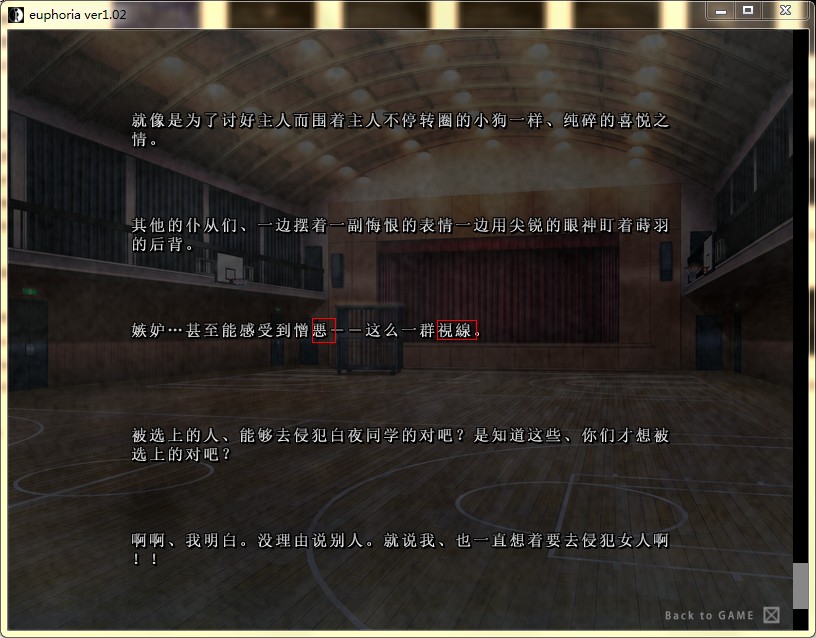 euphoria ver1.02
就像是为了讨好主人而围着主人不停转圈的小狗一样、纯碎的喜悦之
情。
其他的仆从们、一边摆着一副悔恨的表情一边用尖锐的眼神盯着蒔羽
的后背。
嫉妒…甚至能感受到憎悪－－这么一群視線。
被选上的人、能够去侵犯白夜同学的对吧？是知道这些、你们才想被
选上的对吧？
啊啊、我明白。没理由说别人。就说我、也一直想着要去侵犯女人啊
！！
Back to GAME